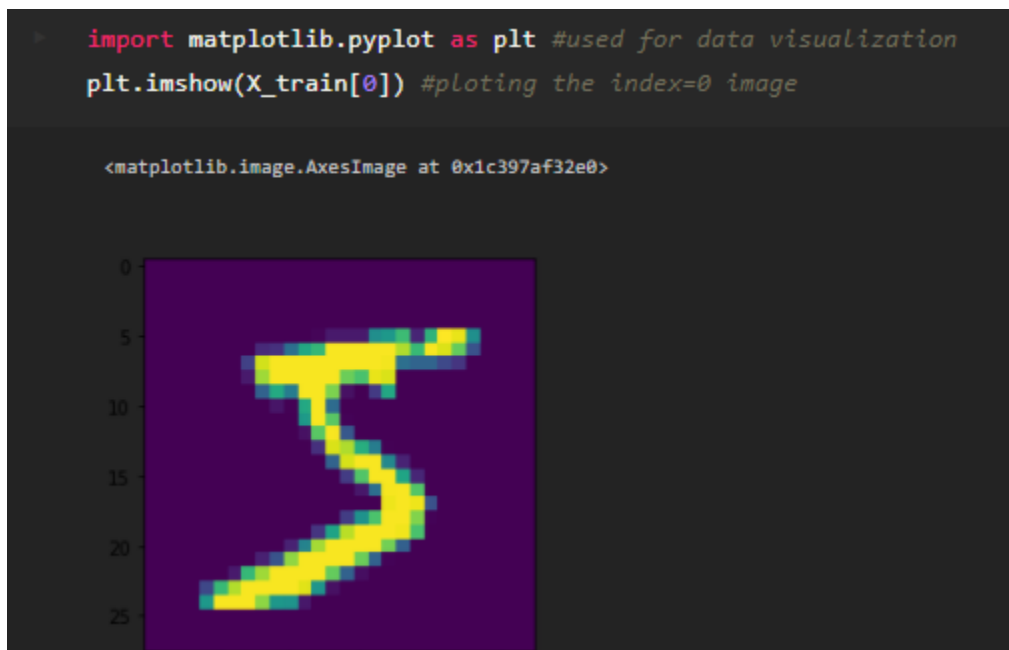 import matplotlib.pyplot as plt #used for data visualization
plt.imshow(X_train[0]) #ploting the index=0 image
<matplotlib.image.AxesImage at 0x1c397af32e0>
0
5
10
15
20
25
5